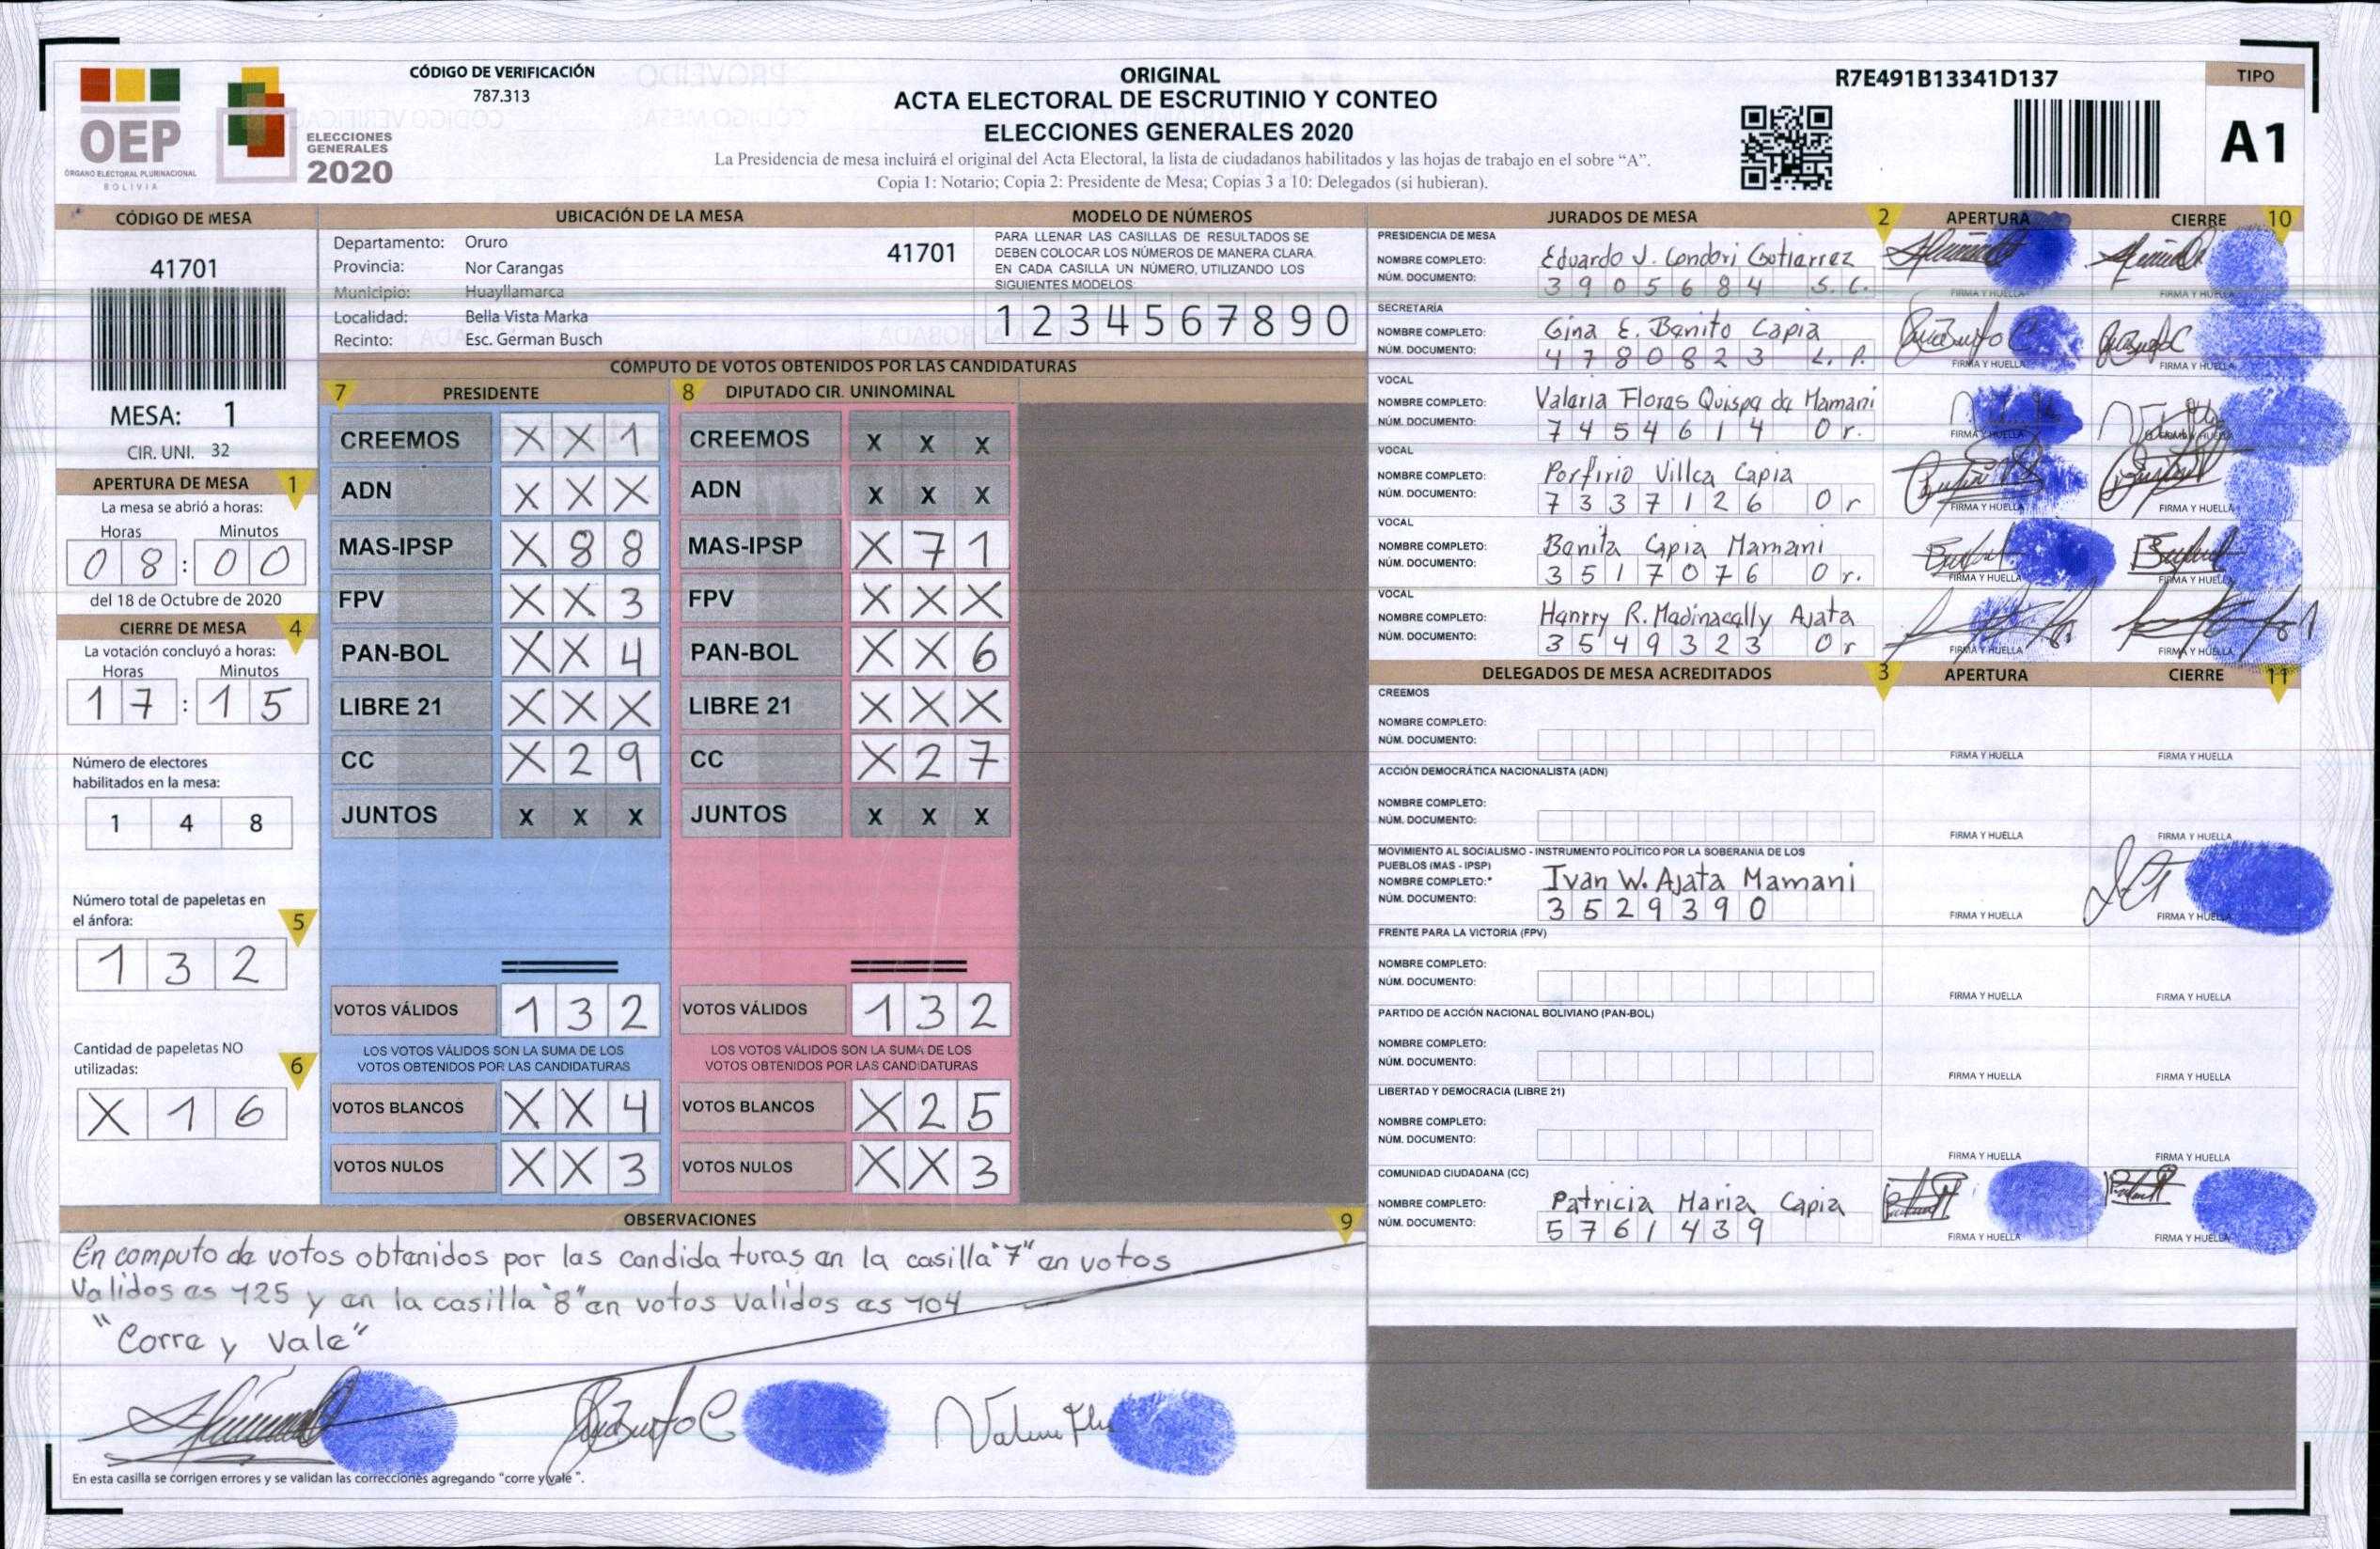 CÓDIGO DE VERIFICACIÓN
787.313
OEP
ÓRGANO ELECTORAL PLURINACIONAL
BOLIVIA
ELECCIONES
GENERALES
2020
ORIGINAL
ACTA ELECTORAL DE ESCRUTINIO Y CONTEO
ELECCIONES GENERALES 2020
La Presidencia de mesa incluirá el original del Acta Electoral, la lista de ciudadanos habilitados y las hojas de trabajo en el sobre “A”.
Copia 1: Notario; Copia 2: Presidente de Mesa; Copias 3 a 10: Delegados (si hubieran).
R7E491B13341D137
TIPO
A1
CÓDIGO DE MESA
41701
MESA: 1
CIR. UNI. 32
APERTURA DE MESA 1
La mesa se abrió a horas:
Horas Minutos
08:00
del 18 de Octubre de 2020
CIERRE DE MESA 4
La votación concluyó a horas:
Horas Minutos
17:15
Número de electores
habilitados en la mesa:
1 4 8
Número total de papeletas en
el ánfora: 5
1 3 2
Cantidad de papeletas NO
utilizadas: 6
X 1 6
UBICACIÓN DE LA MESA
Departamento: Oruro 41701
Provincia: Nor Carangas
Municipio: Huayllamarca
Localidad: Bella Vista Marka
Recinto: Esc. German Busch
MODELO DE NÚMEROS
PARA LLENAR LAS CASILLAS DE RESULTADOS SE
DEBEN COLOCAR LOS NÚMEROS DE MANERA CLARA.
EN CADA CASILLA UN NÚMERO, UTILIZANDO LOS
SIGUIENTES MODELOS:
1 2 3 4 5 6 7 8 9 0
CÓMPUTO DE VOTOS OBTENIDOS POR LAS CANDIDATURAS
7 PRESIDENTE
CREEMOS X X 1
ADN X X X
MAS-IPSP X 8 8
FPV X X 3
PAN-BOL X X 4
LIBRE 21 X X X
CC X 2 9
JUNTOS X X X
VOTOS VÁLIDOS 1 3 2
LOS VOTOS VÁLIDOS SON LA SUMA DE LOS
VOTOS OBTENIDOS POR LAS CANDIDATURAS
VOTOS BLANCOS X X 4
VOTOS NULOS X X 3
8 DIPUTADO CIR. UNINOMINAL
CREEMOS X X X
ADN X X X
MAS-IPSP X 7 1
FPV X X X
PAN-BOL X X 6
LIBRE 21 X X X
CC X 2 7
JUNTOS X X X
VOTOS VÁLIDOS 1 3 2
LOS VOTOS VÁLIDOS SON LA SUMA DE LOS
VOTOS OBTENIDOS POR LAS CANDIDATURAS
VOTOS BLANCOS X 2 5
VOTOS NULOS X X 3
OBSERVACIONES 9
En computo de votos obtenidos por las candida turas en la casilla "7" en votos
Validos es 125 y en la casilla "8" en votos validos es 104
"Corre y Vale"
En esta casilla se corrigen errores y se validan las correcciones agregando “corre y vale ”.
JURADOS DE MESA 2 APERTURA CIERRE 10
PRESIDENCIA DE MESA
NOMBRE COMPLETO: Eduardo J. Condori Gutierrez
NÚM. DOCUMENTO: 3905684 S.C.
FIRMA Y HUELLA FIRMA Y HUELLA
SECRETARÍA
NOMBRE COMPLETO: Gina E. Benito Capia
NÚM. DOCUMENTO: 4780823 L.P.
FIRMA Y HUELLA FIRMA Y HUELLA
VOCAL
NOMBRE COMPLETO: Valeria Flores Quispe de Mamani
NÚM. DOCUMENTO: 7454614 Or.
FIRMA Y HUELLA FIRMA Y HUELLA
VOCAL
NOMBRE COMPLETO: Porfirio Villca Capia
NÚM. DOCUMENTO: 7337126 Or
FIRMA Y HUELLA FIRMA Y HUELLA
VOCAL
NOMBRE COMPLETO: Benita Capia Mamani
NÚM. DOCUMENTO: 3517076 Or.
FIRMA Y HUELLA FIRMA Y HUELLA
VOCAL
NOMBRE COMPLETO: Henrry R. Medinacelly Ajata
NÚM. DOCUMENTO: 3549323 Or
FIRMA Y HUELLA FIRMA Y HUELLA
DELEGADOS DE MESA ACREDITADOS 3 APERTURA CIERRE 11
CREEMOS
NOMBRE COMPLETO:
NÚM. DOCUMENTO:
FIRMA Y HUELLA FIRMA Y HUELLA
ACCIÓN DEMOCRÁTICA NACIONALISTA (ADN)
NOMBRE COMPLETO:
NÚM. DOCUMENTO:
FIRMA Y HUELLA FIRMA Y HUELLA
MOVIMIENTO AL SOCIALISMO - INSTRUMENTO POLÍTICO POR LA SOBERANIA DE LOS
PUEBLOS (MAS - IPSP)
NOMBRE COMPLETO: Ivan W. Ajata Mamani
NÚM. DOCUMENTO: 3529390
FIRMA Y HUELLA FIRMA Y HUELLA
FRENTE PARA LA VICTORIA (FPV)
NOMBRE COMPLETO:
NÚM. DOCUMENTO:
FIRMA Y HUELLA FIRMA Y HUELLA
PARTIDO DE ACCIÓN NACIONAL BOLIVIANO (PAN-BOL)
NOMBRE COMPLETO:
NÚM. DOCUMENTO:
FIRMA Y HUELLA FIRMA Y HUELLA
LIBERTAD Y DEMOCRACIA (LIBRE 21)
NOMBRE COMPLETO:
NÚM. DOCUMENTO:
FIRMA Y HUELLA FIRMA Y HUELLA
COMUNIDAD CIUDADANA (CC)
NOMBRE COMPLETO: Patricia Maria Capia
NÚM. DOCUMENTO: 5761439
FIRMA Y HUELLA FIRMA Y HUELLA